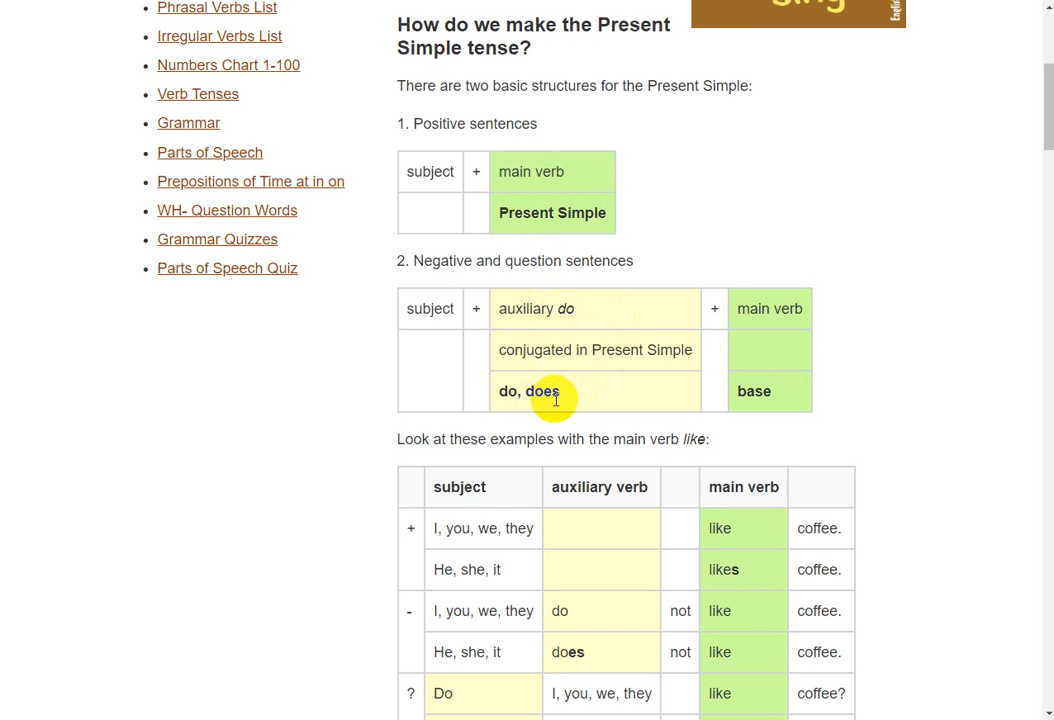 Phrasal Verbs List
Irregular Verbs List
Numbers Chart 1-100
Verb Tenses
Grammar
Parts of Speech
Prepositions of Time at in on
WH- Question Words
Grammar Quizzes
Parts of Speech Quiz
How do we make the Present
Simple tense?
There are two basic structures for the Present Simple:
1. Positive sentences
subject + main verb
Present Simple
2. Negative and question sentences
subject + auxiliary do + main verb
conjugated in Present Simple
do, does base
Look at these examples with the main verb like:
subject auxiliary verb main verb
+ I, you, we, they like coffee.
He, she, it likes coffee.
- I, you, we, they do not like coffee.
He, she, it does not like coffee.
? Do I, you, we, they like coffee?